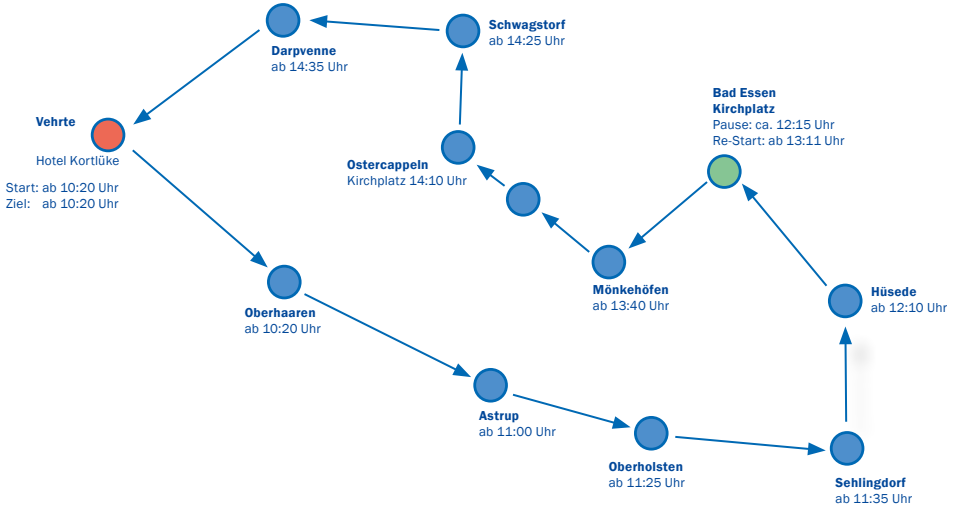 Vehrte
Hotel Kortlüke
Start: ab 10:20 Uhr
Ziel: ab 10:20 Uhr
Oberhaaren
ab 10:20 Uhr
Astrup
ab 11:00 Uhr
Oberholsten
ab 11:25 Uhr
Sehlingdorf
ab 11:35 Uhr
Hüsede
ab 12:10 Uhr
Bad Essen
Kirchplatz
Pause: ca. 12:15 Uhr
Re-Start: ab 13:11 Uhr
Mönkehöfen
ab 13:40 Uhr
Ostercappeln
Kirchplatz 14:10 Uhr
Schwagstorf
ab 14:25 Uhr
Darpvenne
ab 14:35 Uhr